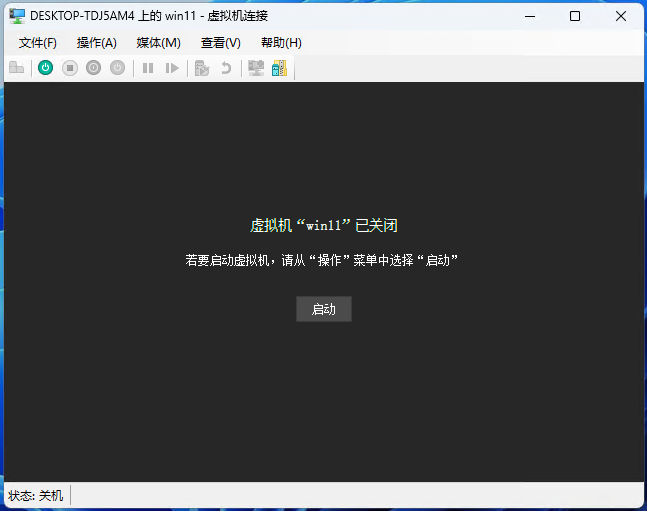 DESKTOP-TDJ5AM4 上的 win11 - 虚拟机连接
文件(F) 操作(A) 媒体(M) 查看(V) 帮助(H)
虚拟机“win11”已关闭
若要启动虚拟机，请从“操作”菜单中选择“启动”
启动
状态: 关机